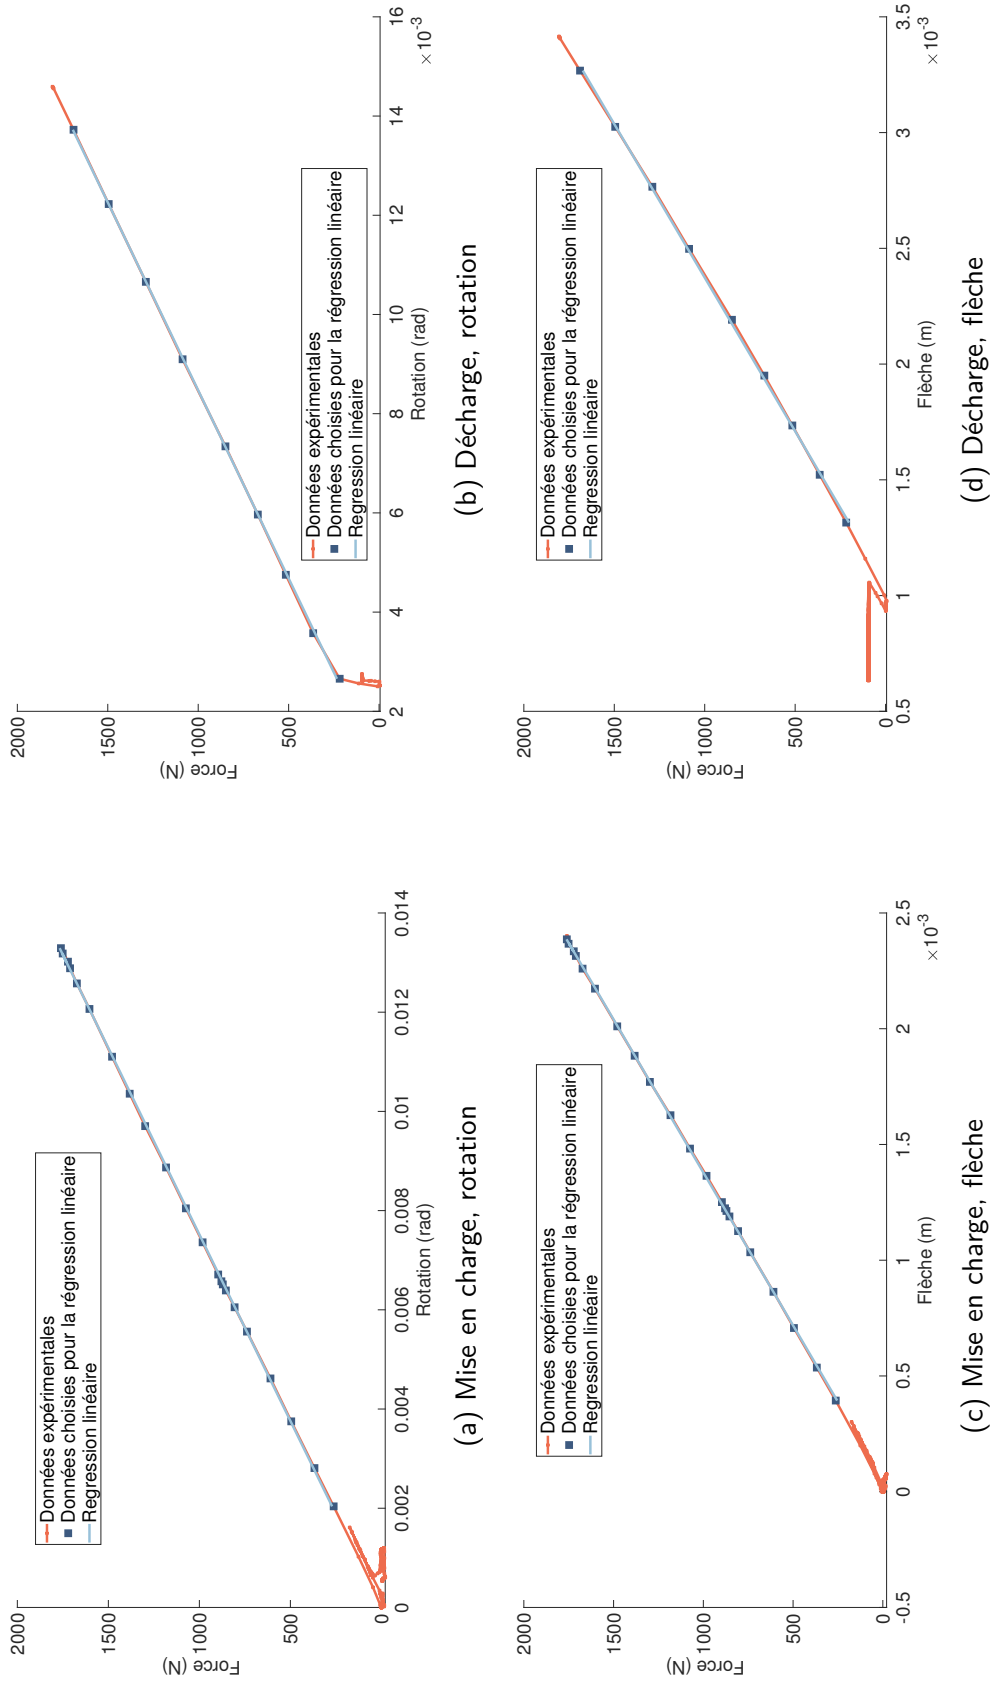 2000
1500
1000
500
0
Force (N)
Données expérimentales
Données choisies pour la régression linéaire
Regression linéaire
0 0.002 0.004 0.006 0.008 0.01 0.012 0.014
Rotation (rad)
(a) Mise en charge, rotation
2000
1500
1000
500
0
Force (N)
Données expérimentales
Données choisies pour la régression linéaire
Regression linéaire
2 4 6 8 10 12 14 16
×10-3
Rotation (rad)
(b) Décharge, rotation
2000
1500
1000
500
0
Force (N)
Données expérimentales
Données choisies pour la régression linéaire
Regression linéaire
-0.5 0 0.5 1 1.5 2 2.5
×10-3
Flèche (m)
(c) Mise en charge, flèche
2000
1500
1000
500
0
Force (N)
Données expérimentales
Données choisies pour la régression linéaire
Regression linéaire
0.5 1 1.5 2 2.5 3 3.5
×10-3
Flèche (m)
(d) Décharge, flèche